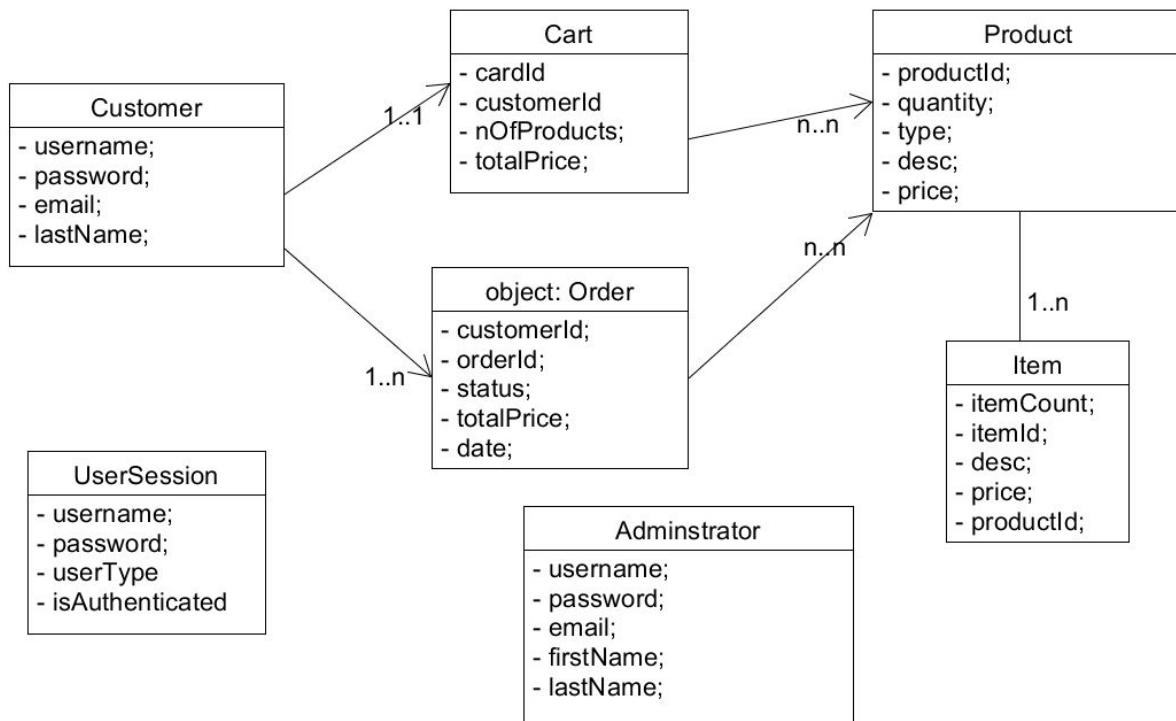 Customer
- username;
- password;
- email;
- lastName;
1..1
1..n
Cart
- cardId
- customerId
- nOfProducts;
- totalPrice;
n..n
object: Order
- customerId;
- orderId;
- status;
- totalPrice;
- date;
n..n
Product
- productId;
- quantity;
- type;
- desc;
- price;
1..n
Item
- itemCount;
- itemId;
- desc;
- price;
- productId;
UserSession
- username;
- password;
- userType
- isAuthenticated
Adminstrator
- username;
- password;
- email;
- firstName;
- lastName;